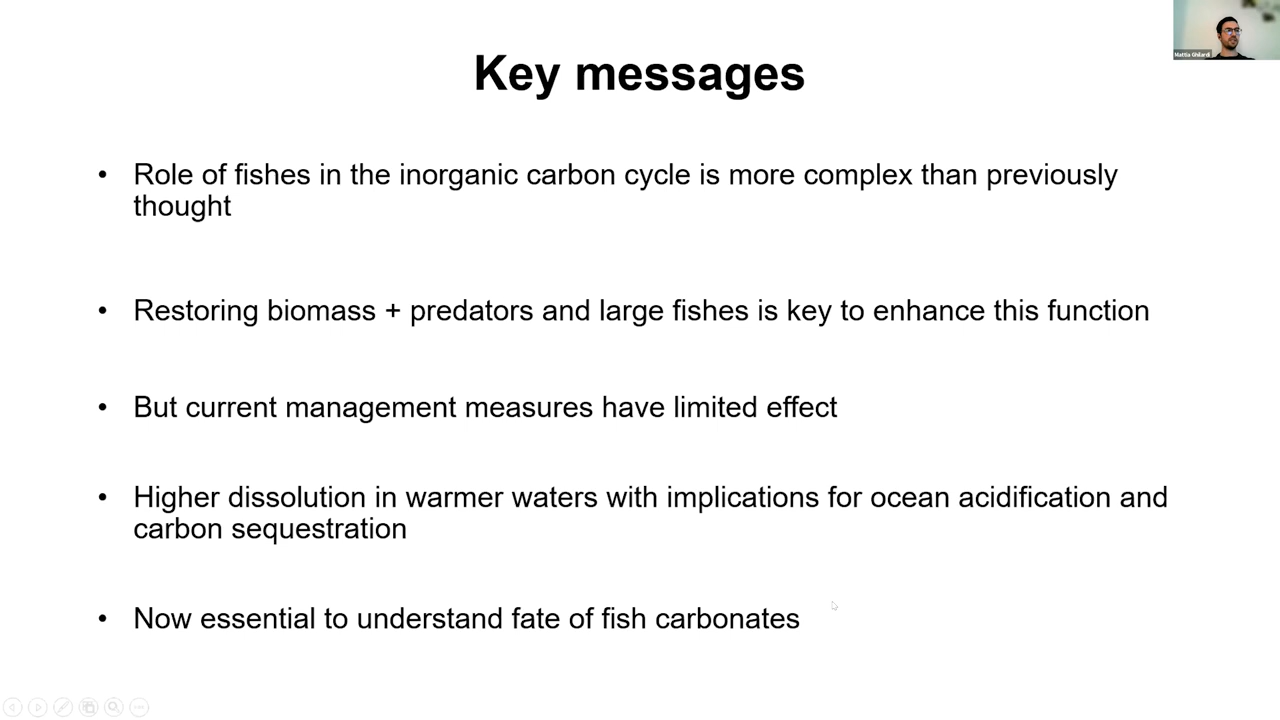 Mattia Ghilardi
Key messages
• Role of fishes in the inorganic carbon cycle is more complex than previously
thought
• Restoring biomass + predators and large fishes is key to enhance this function
• But current management measures have limited effect
• Higher dissolution in warmer waters with implications for ocean acidification and
carbon sequestration
• Now essential to understand fate of fish carbonates